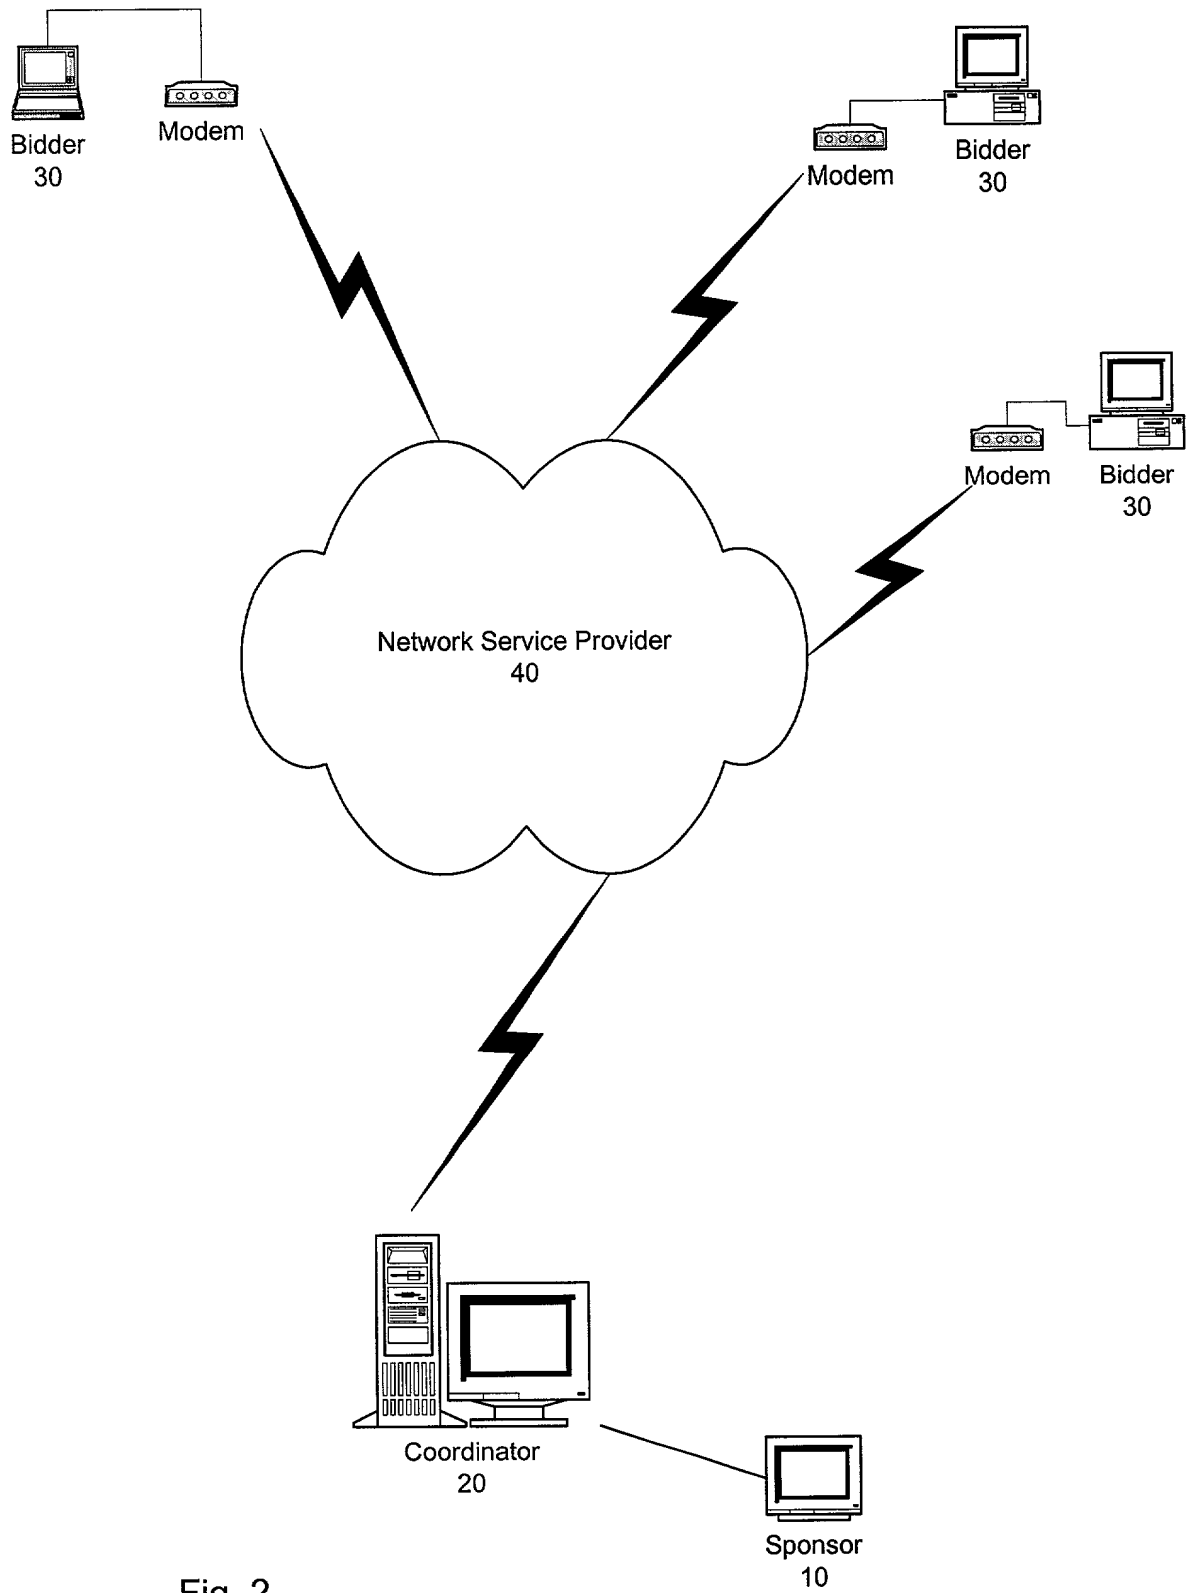 Bidder
30
Modem
Modem
Bidder
30
Modem
Bidder
30
Network Service Provider
40
Coordinator
20
Sponsor
10
Fig. 2